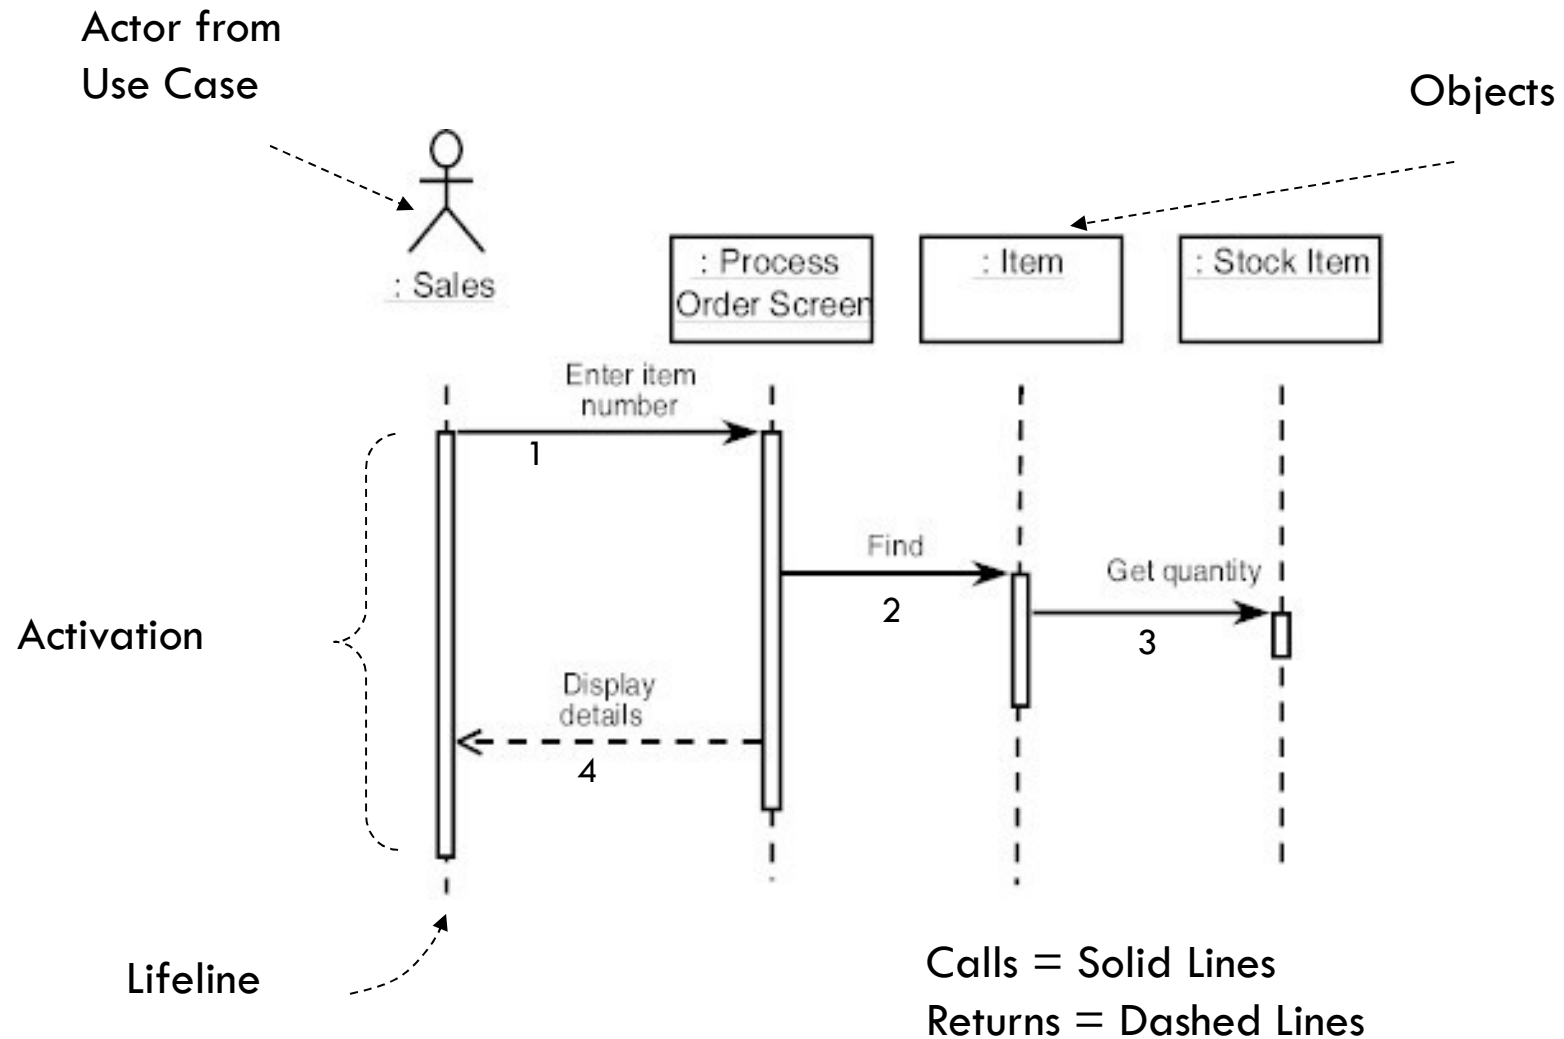 Actor from
Use Case
Objects
: Sales
: Process
Order Screen
: Item
: Stock Item
Enter item
number
1
Find
2
Get quantity
3
Activation
Display
details
4
Lifeline
Calls = Solid Lines
Returns = Dashed Lines